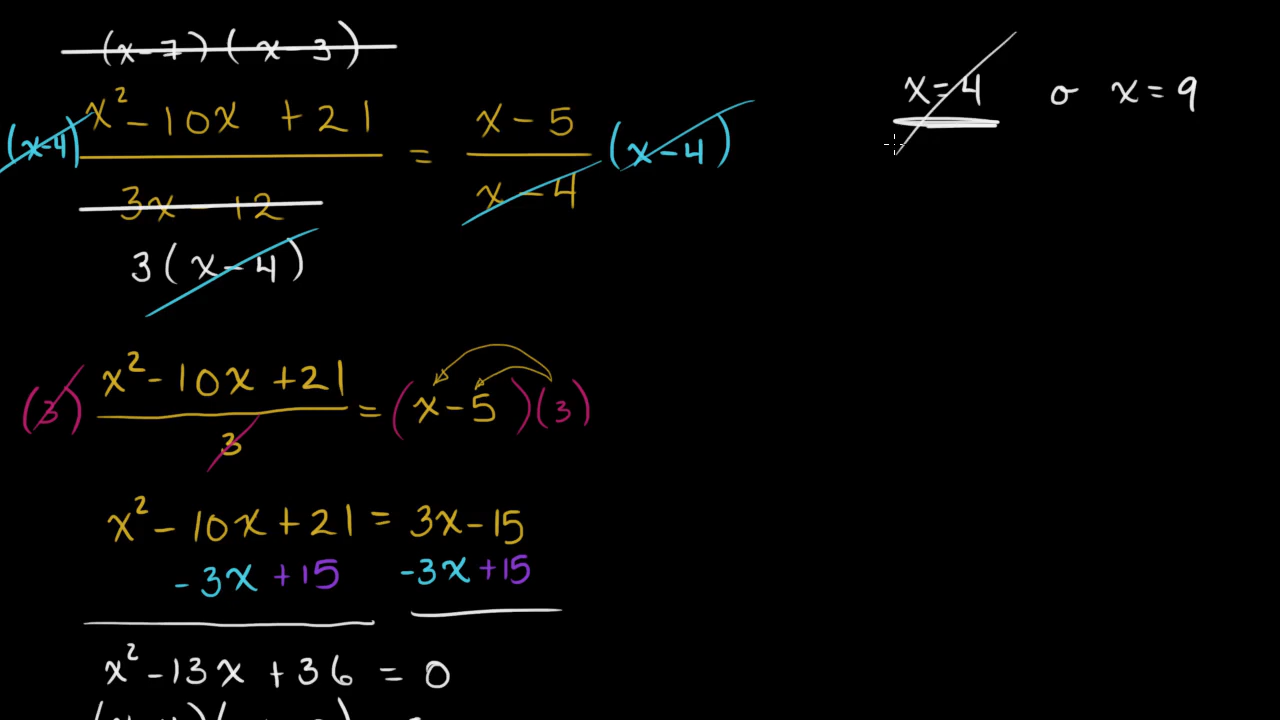 (x-7)(x-3)
x=4 o x=9
(x-4) x²-10x+21 = x-5 (x-4)
3x-12 x-4
3(x-4)
(3) x²-10x+21 = (x-5)(3)
3
x²-10x+21 = 3x-15
-3x+15 -3x+15
x²-13x+36 = 0